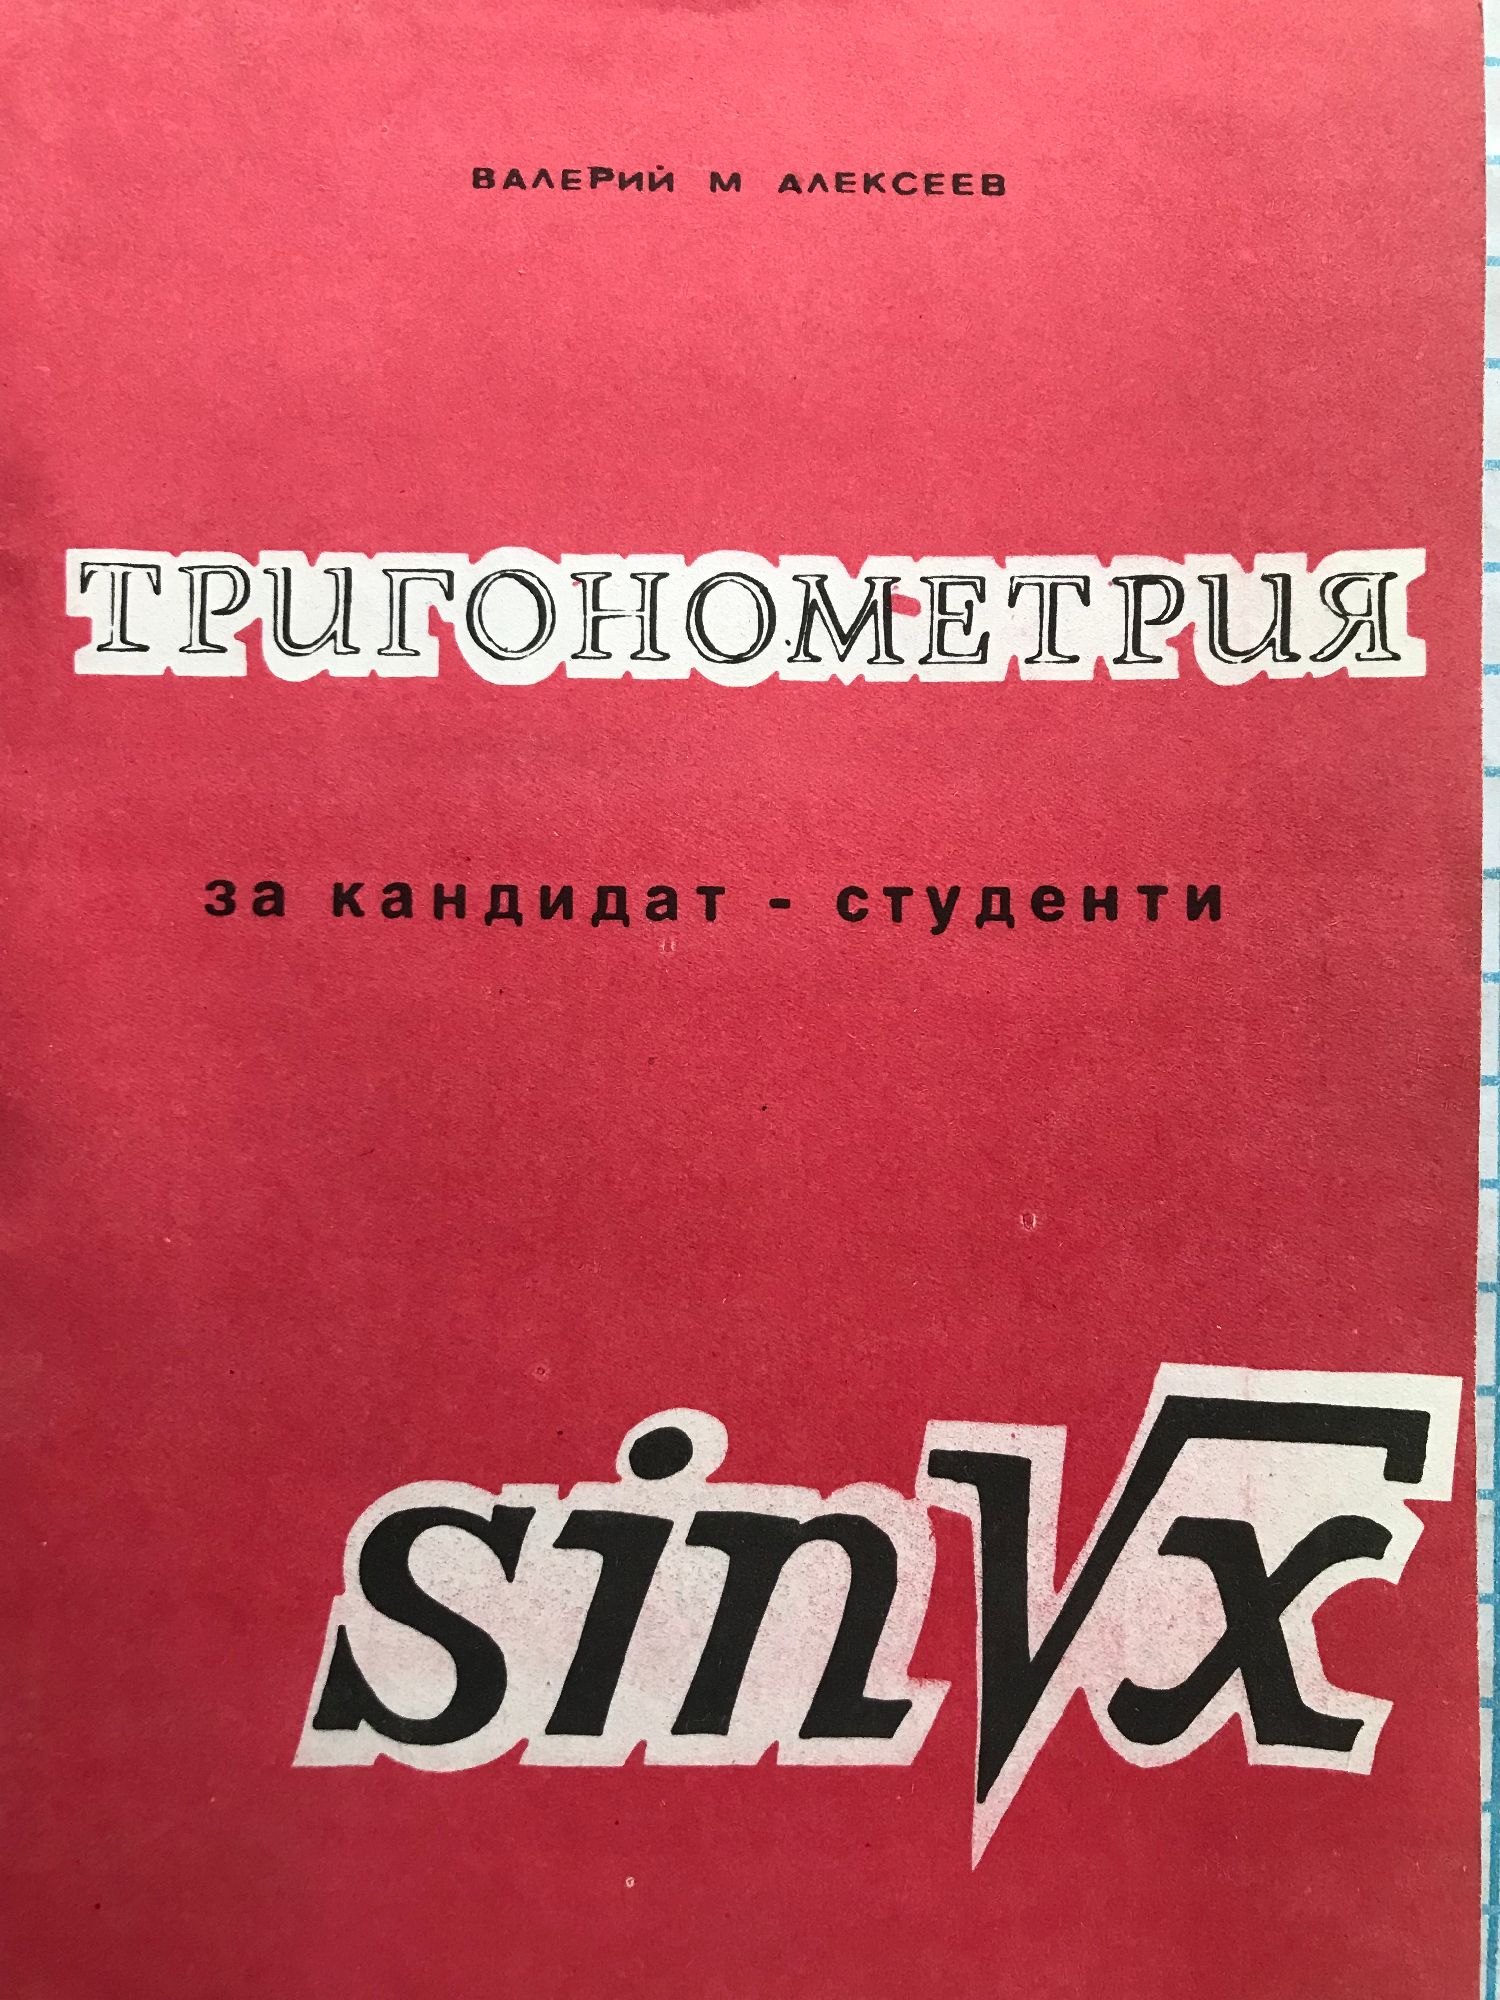 ВАЛЕРИЙ М АЛЕКСЕЕВ
ТРИГОНОМЕТРИЯ
за кандидат - студенти
sin√x